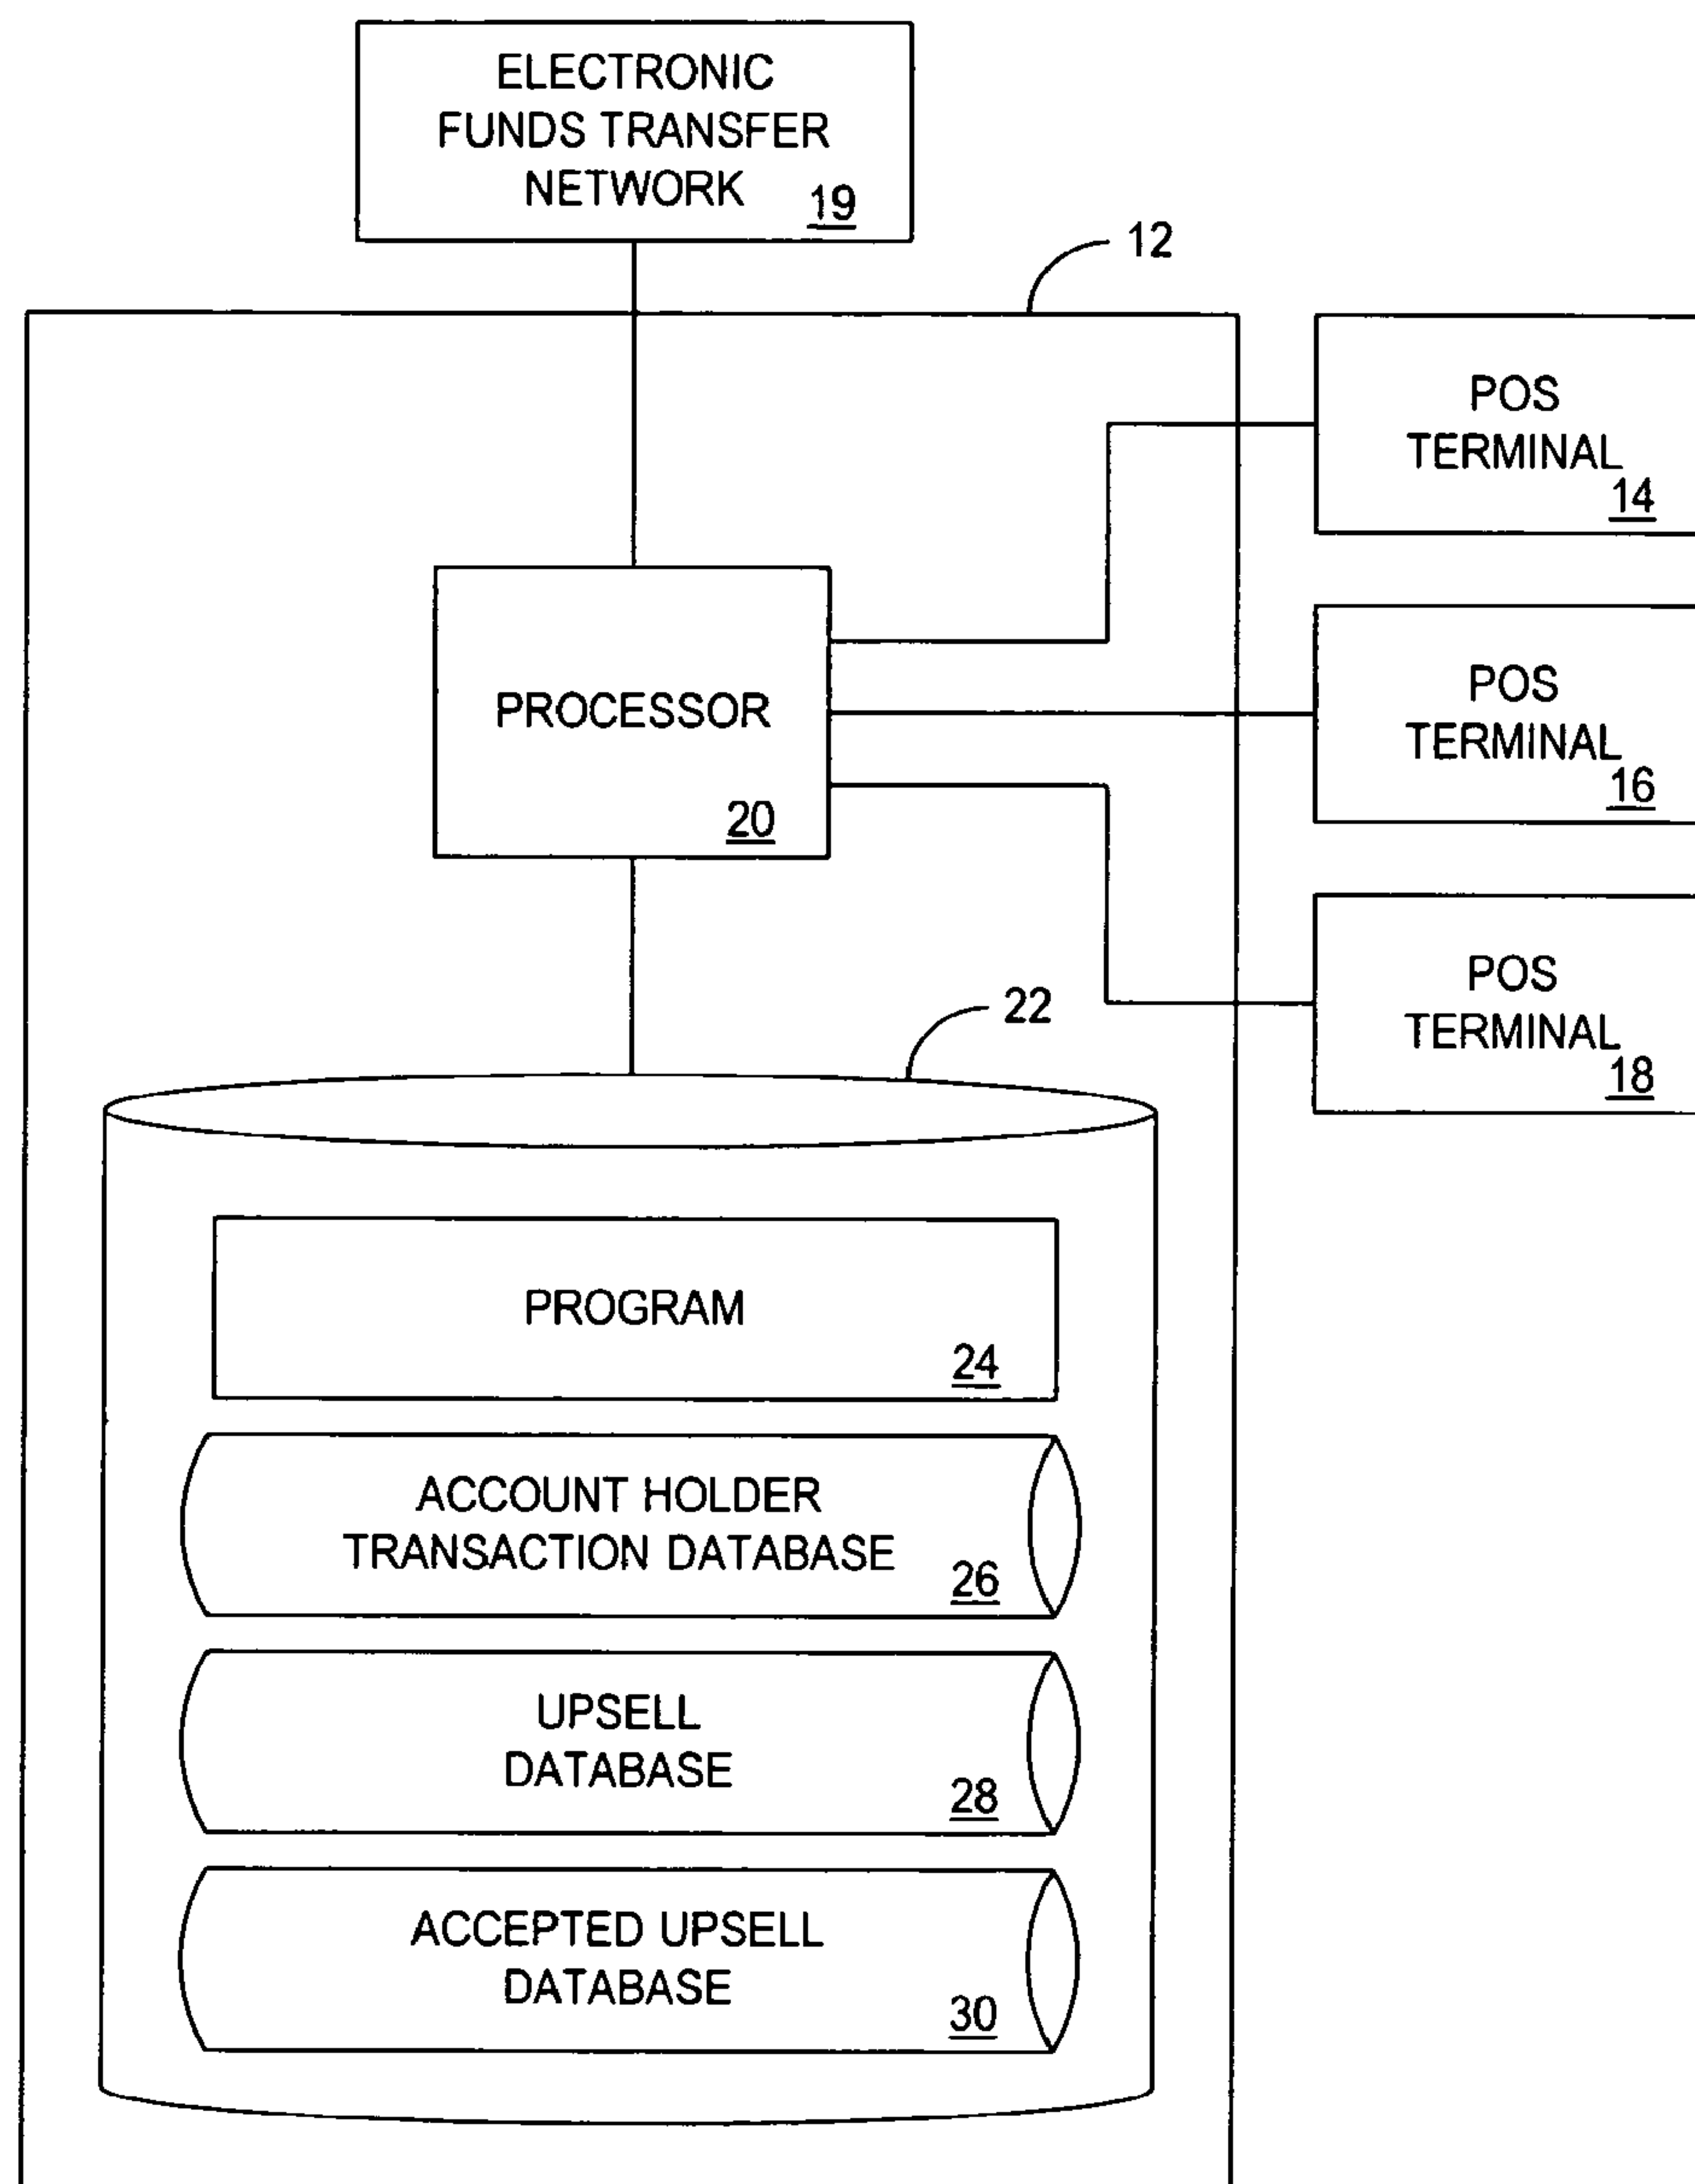 ELECTRONIC
FUNDS TRANSFER
NETWORK 19
12
POS
TERMINAL
14
PROCESSOR
20
POS
TERMINAL
16
POS
TERMINAL
18
22
PROGRAM
24
ACCOUNT HOLDER
TRANSACTION DATABASE
26
UPSELL
DATABASE
28
ACCEPTED UPSELL
DATABASE
30